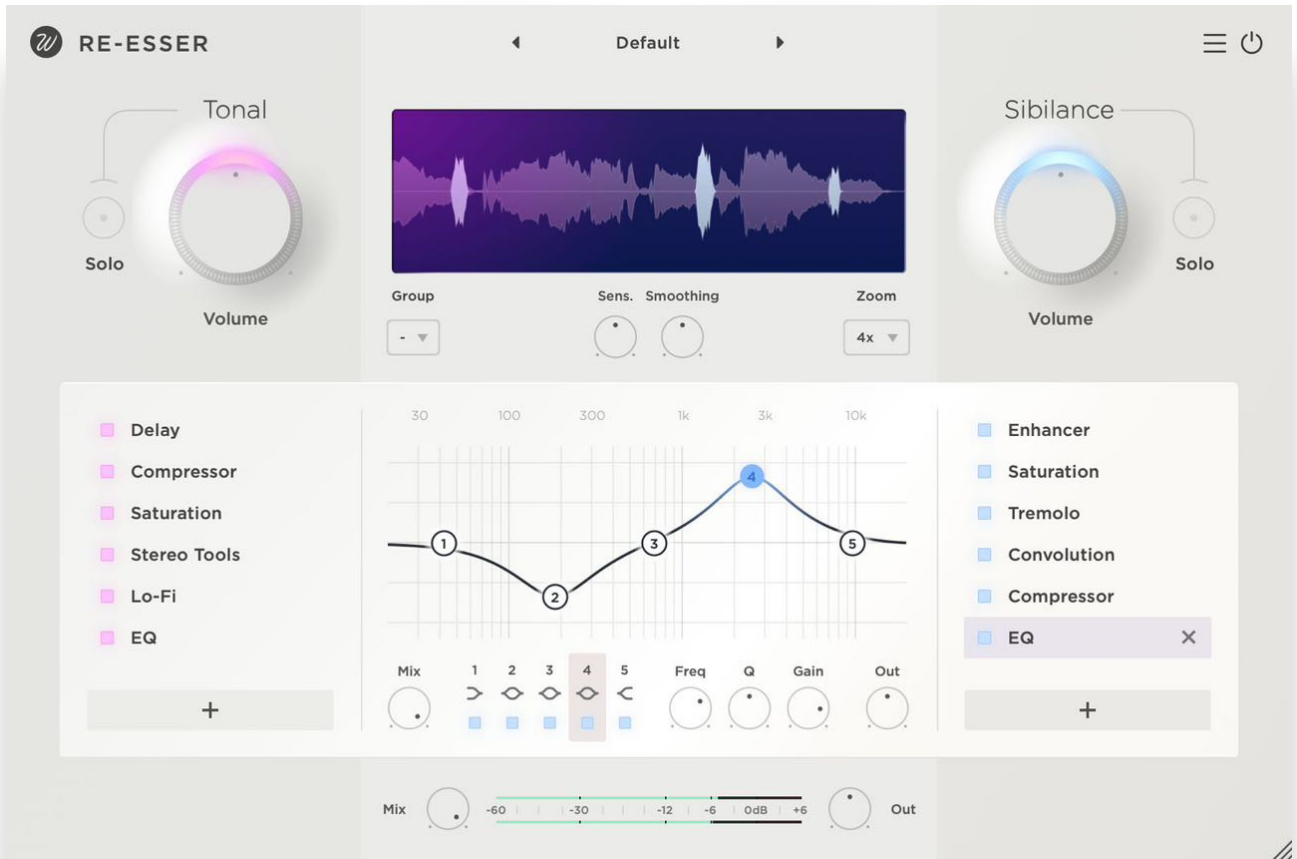 RE-ESSER
Default
Tonal
Sibilance
Solo
Volume
Solo
Volume
Group
Sens.
Smoothing
Zoom
-
4x
Delay
Compressor
Saturation
Stereo Tools
Lo-Fi
EQ
+
30 100 300 1k 3k 10k
1 2 3 4 5
Mix
1 2 3 4 5
Freq
Q
Gain
Out
Enhancer
Saturation
Tremolo
Convolution
Compressor
EQ
+
Mix
-60 -30 -12 -6 0dB +6
Out